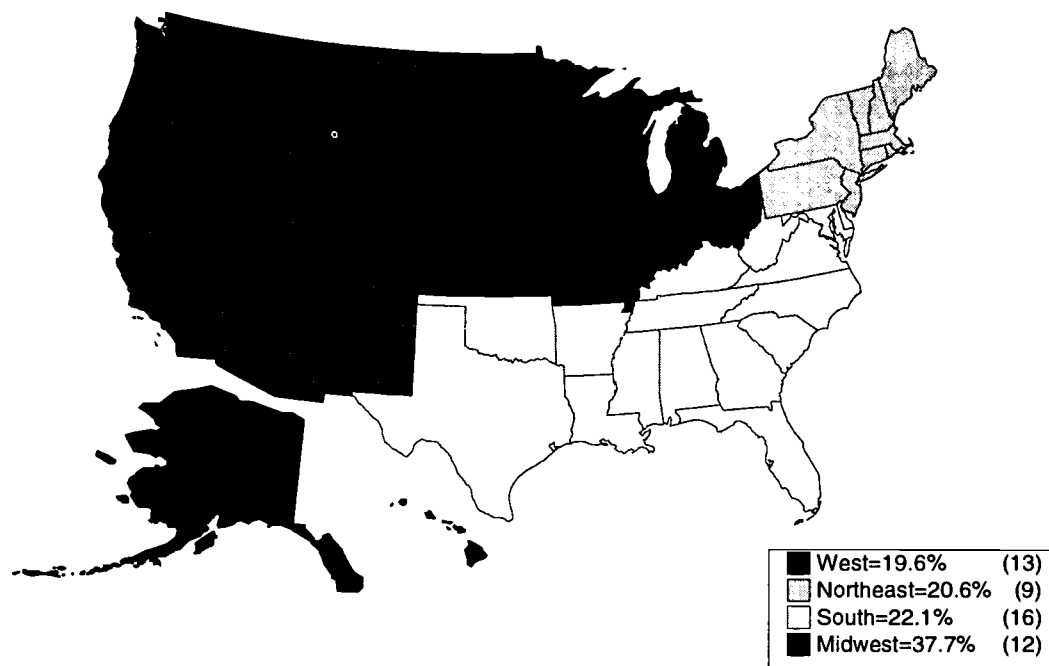 West=19.6% (13)
Northeast=20.6% (9)
South=22.1% (16)
Midwest=37.7% (12)